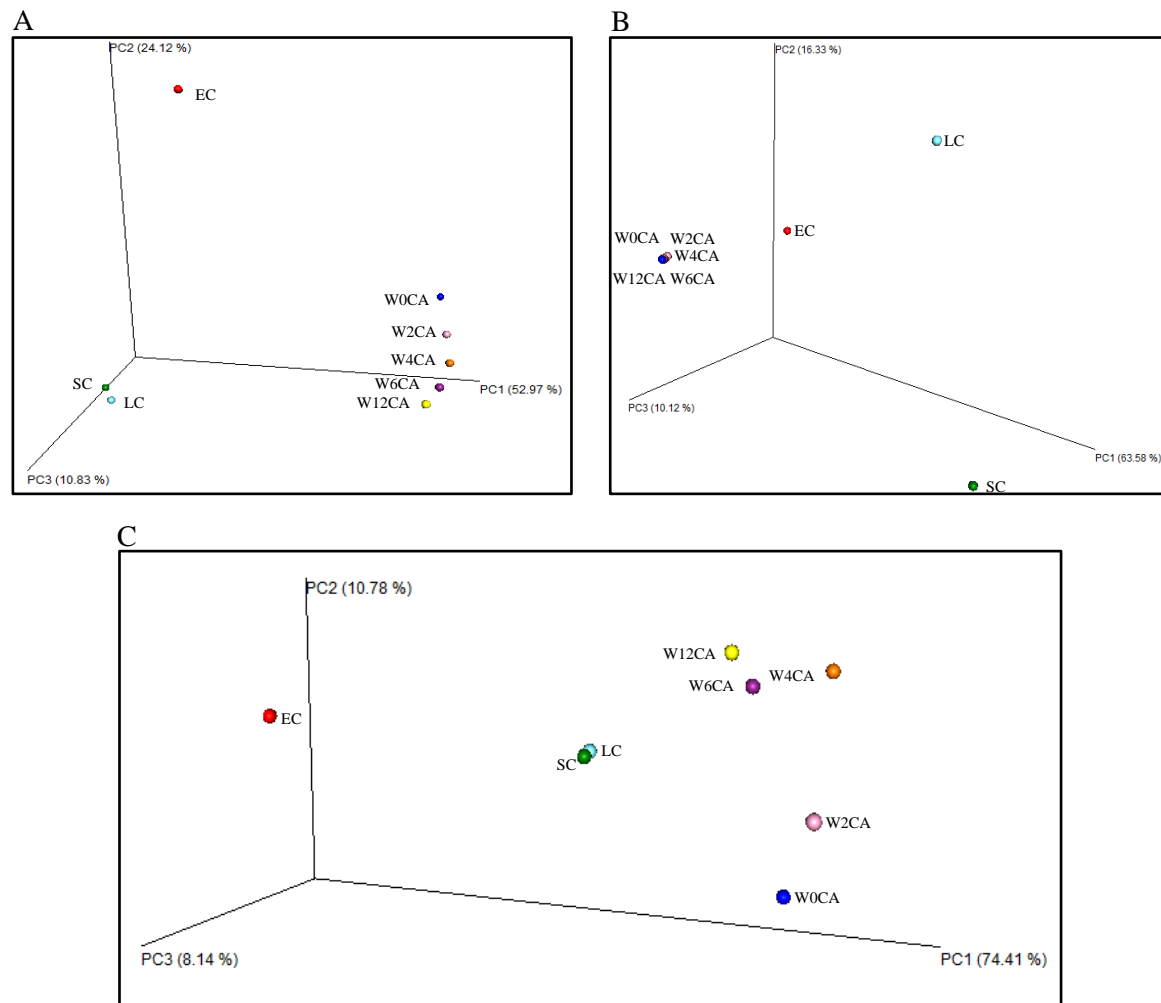 A
PC2 (24.12 %)
EC
W0CA
W2CA
W4CA
W6CA
PC1 (52.97 %)
W12CA
SC
LC
PC3 (10.83 %)
B
PC2 (16.33 %)
LC
EC
W0CA W2CA
W4CA
W12CA W6CA
PC3 (10.12 %)
PC1 (63.58 %)
SC
C
PC2 (10.78 %)
W12CA
W6CA
W4CA
EC
LC
SC
W2CA
W0CA
PC3 (8.14 %)
PC1 (74.41 %)